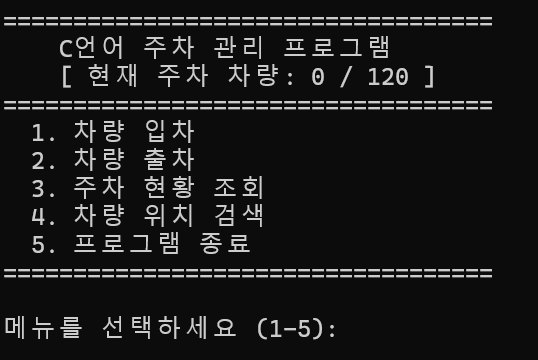 ===================================
C언어 주차 관리 프로그램
[ 현재 주차 차량: 0 / 120 ]
===================================
1. 차량 입차
2. 차량 출차
3. 주차 현황 조회
4. 차량 위치 검색
5. 프로그램 종료
===================================
메뉴를 선택하세요 (1-5):